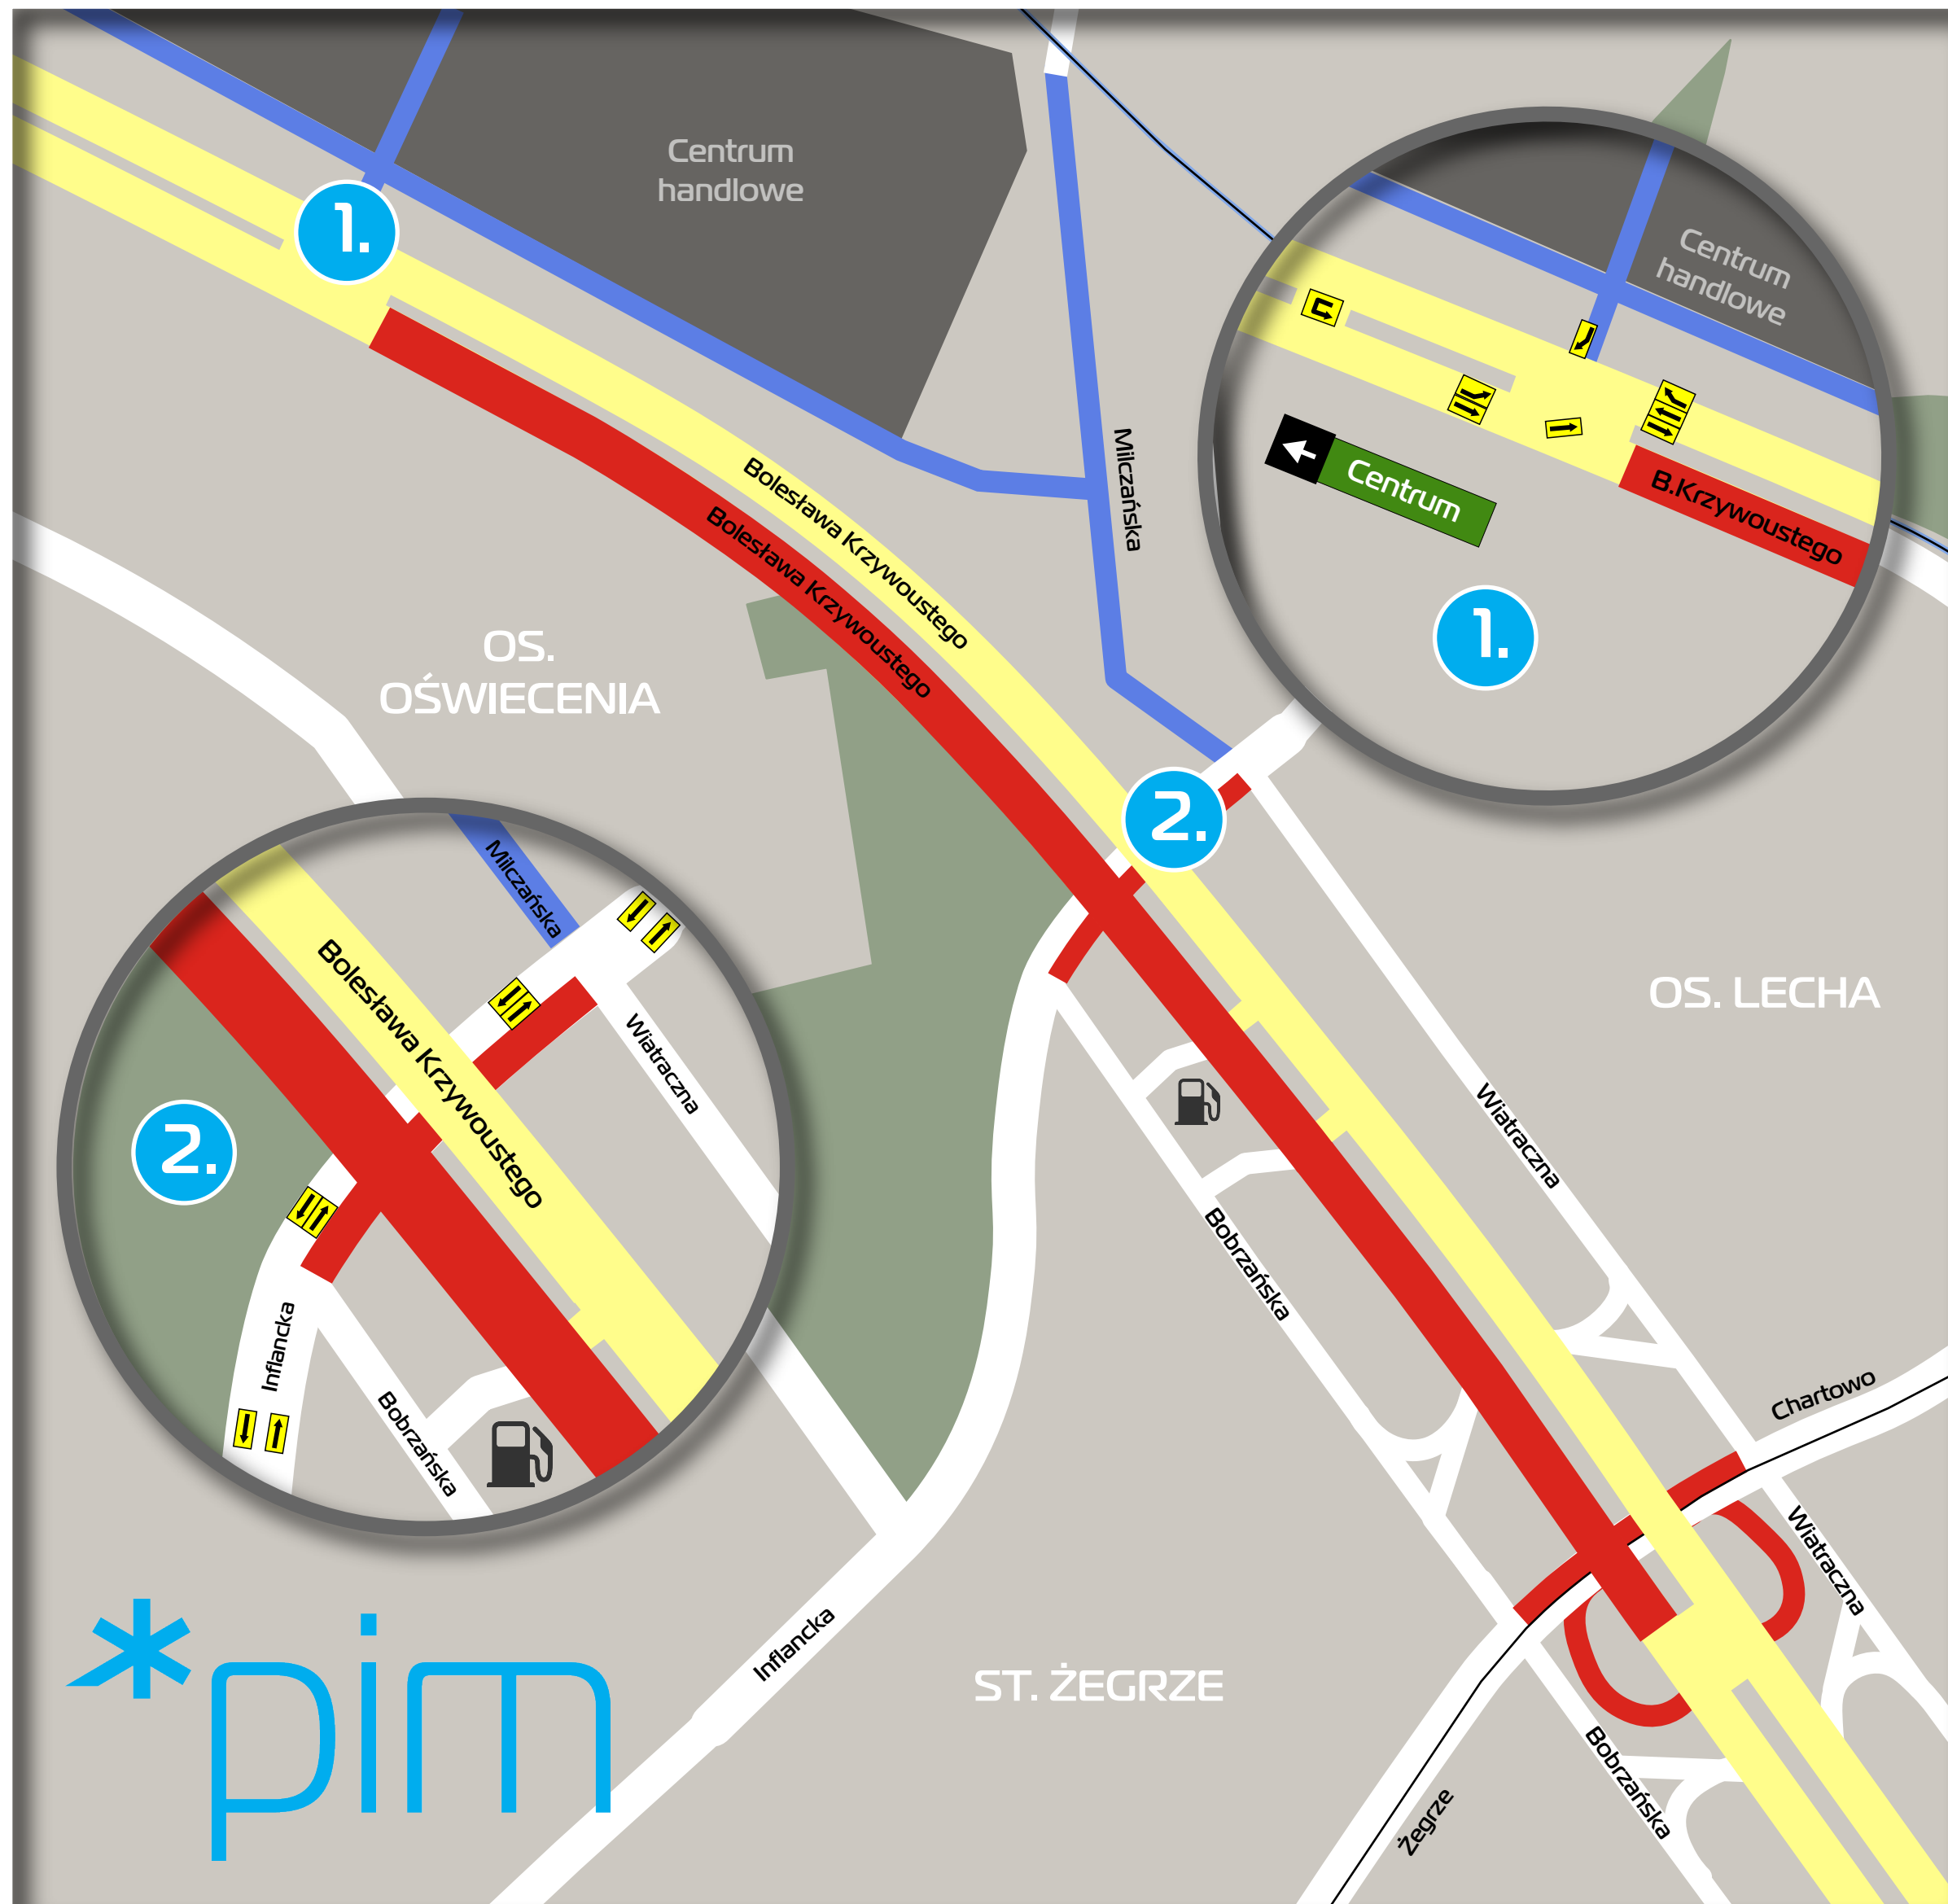 Centrum
handlowe
1.
Centrum
handlowe
Milczańska
Bolesława Krzywoustego
Bolesława Krzywoustego
Centrum
B.Krzywoustego
1.
OS.
OŚWIECENIA
2.
Milczańska
Bolesława Krzywoustego
Wiatraczna
2.
Inflancka
Bobrzańska
OS. LECHA
Wiatraczna
Bobrzańska
Chartowo
Wiatraczna
*pim
Inflancka
ST. ŻEGRZE
Bobrzańska
Żegrze